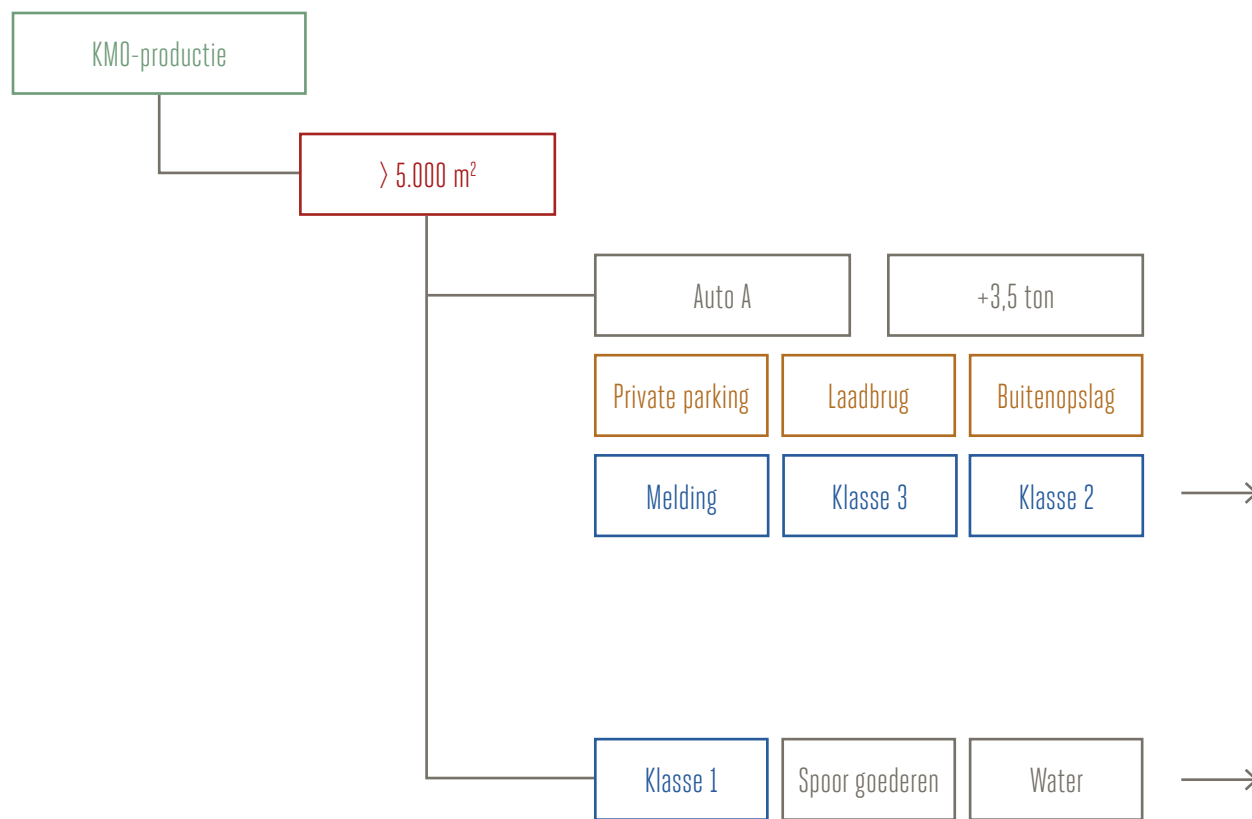 KMO-productie
> 5.000 m²
Auto A
+3,5 ton
Private parking
Laadbrug
Buitenopslag
Melding
Klasse 3
Klasse 2
Klasse 1
Spoor goederen
Water